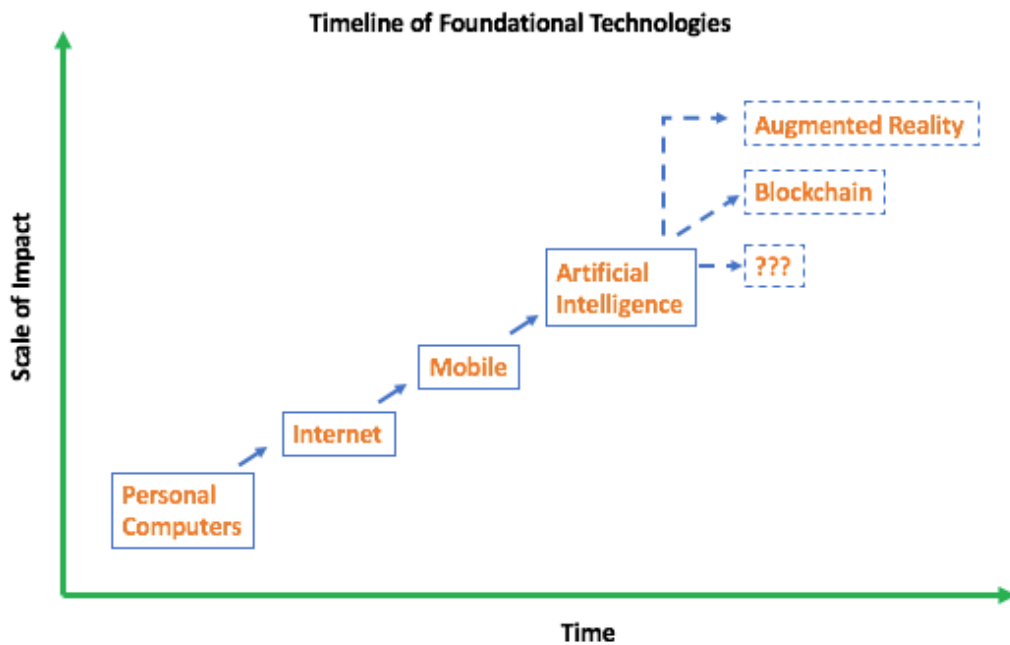 Timeline of Foundational Technologies
Augmented Reality
Blockchain
???
Artificial
Intelligence
Mobile
Internet
Personal
Computers
Scale of Impact
Time